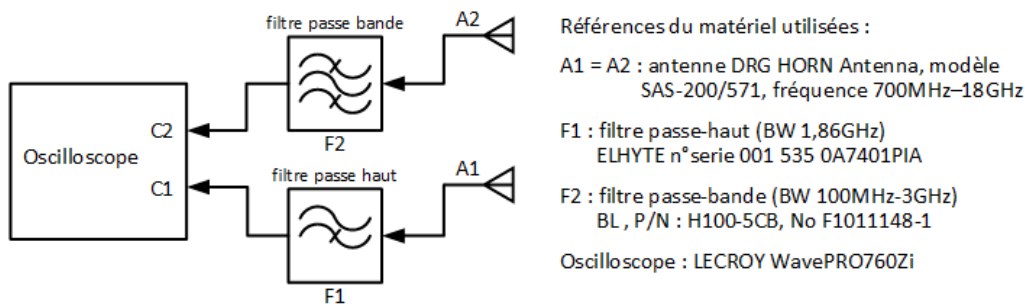 filtre passe bande
A2
C2
Oscilloscope
F2
C1
filtre passe haut
A1
F1
Références du matériel utilisées :
A1 = A2 : antenne DRG HORN Antenna, modèle
SAS-200/571, fréquence 700MHz–18GHz
F1 : filtre passe-haut (BW 1,86GHz)
ELHYTE n°serie 001 535 0A7401PIA
F2 : filtre passe-bande (BW 100MHz-3GHz)
BL , P/N : H100-5CB, No F1011148-1
Oscilloscope : LECROY WavePRO760Zi